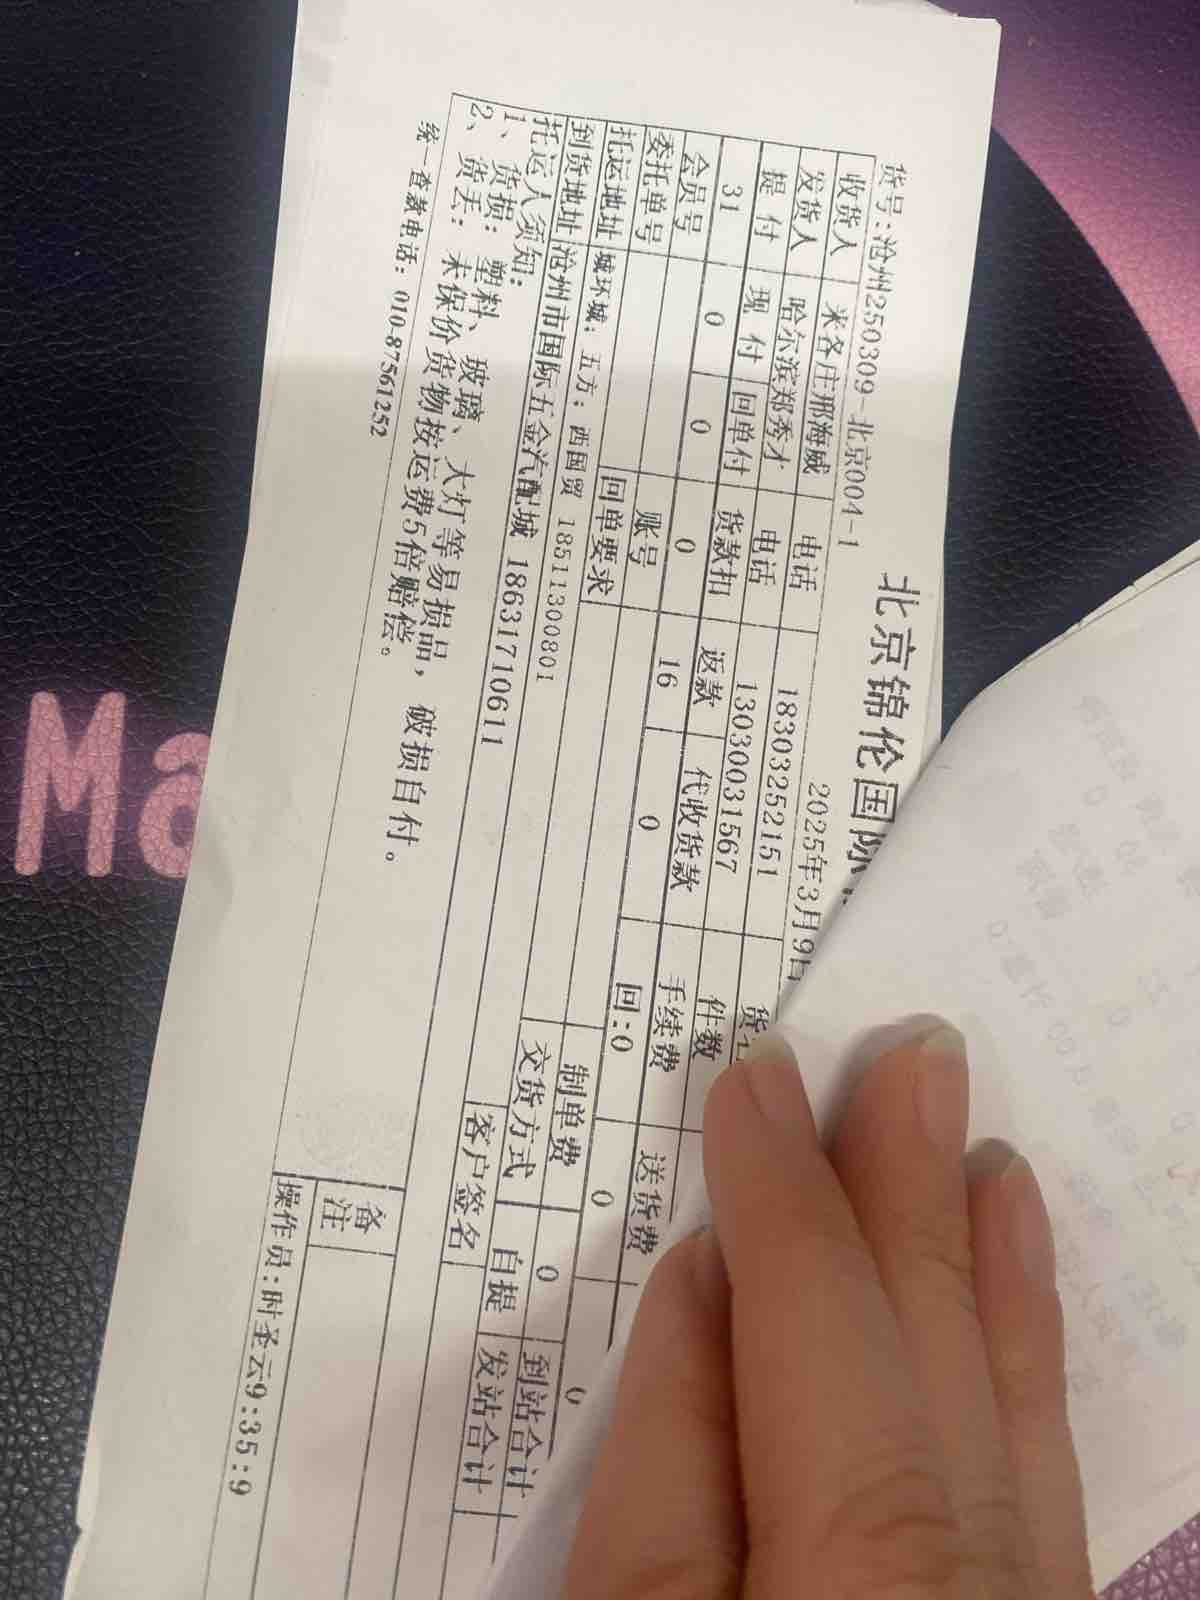 北京锦伦国际
货号:沧州250309-北京004-1 2025年3月9日
收货人 米各庄邢海威 电话 18303252151
发货人 哈尔滨郑秀才 电话 13030031567
提付 现付 回单付 货款扣 返款 代收货款 手续费 送货费
31 0 0 0 16 0
件数
会员号 账号 回:0
委托单号 回单要求 制单费 0 0
托运地址 城环城;五方;西国贸 18511300801 交货方式 0 到站合计
到货地址 沧州市国际五金汽配城 18631710611 自提 发站合计
托运人须知: 客户签名
1、货损:塑料、玻璃、大灯等易损品,破损自付。
2、货丢:未保价货物按运费5倍赔偿。
备注
统一查款电话:010-87561252
操作员:时圣云9:35:9
Ma